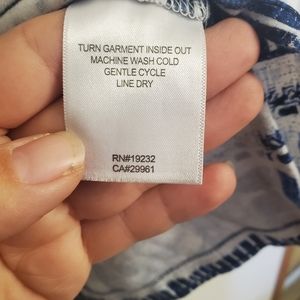 TURN GARMENT INSIDE OUT
MACHINE WASH COLD
GENTLE CYCLE
LINE DRY
RN#19232
CA#29961